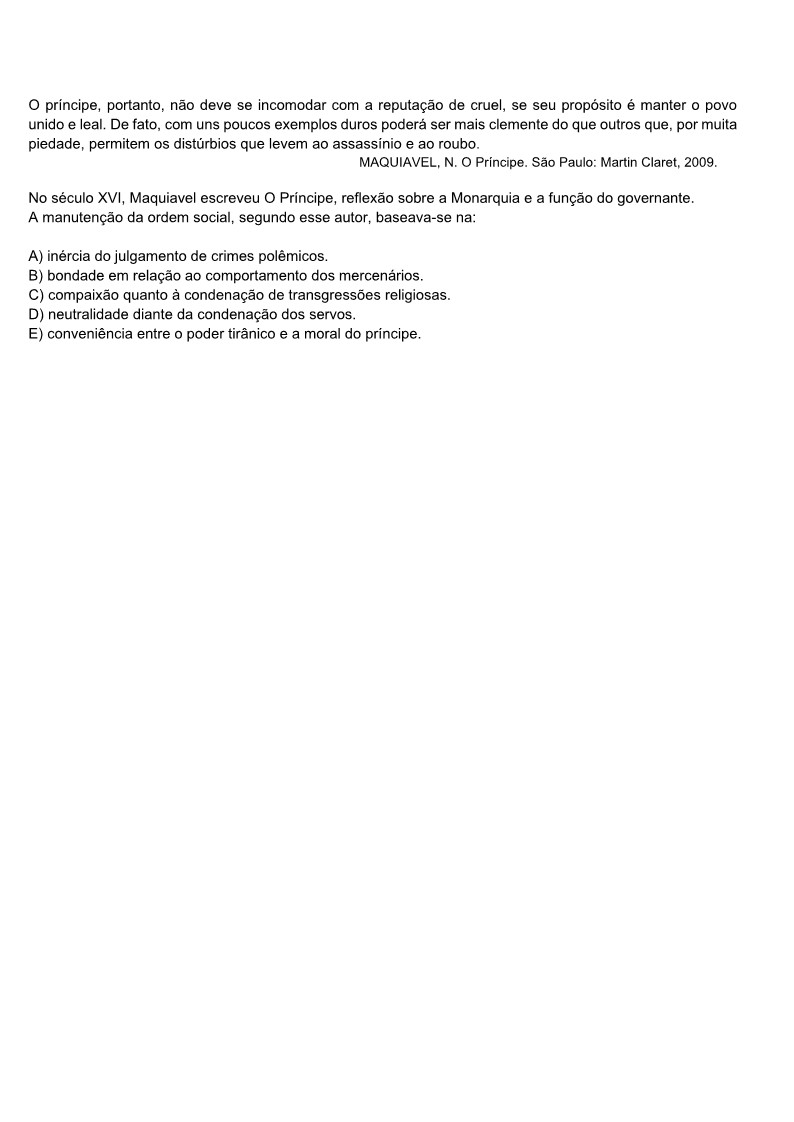 O príncipe, portanto, não deve se incomodar com a reputação de cruel, se seu propósito é manter o povo
unido e leal. De fato, com uns poucos exemplos duros poderá ser mais clemente do que outros que, por muita
piedade, permitem os distúrbios que levem ao assassínio e ao roubo.
MAQUIAVEL, N. O Príncipe. São Paulo: Martin Claret, 2009.
No século XVI, Maquiavel escreveu O Príncipe, reflexão sobre a Monarquia e a função do governante.
A manutenção da ordem social, segundo esse autor, baseava-se na:
A) inércia do julgamento de crimes polêmicos.
B) bondade em relação ao comportamento dos mercenários.
C) compaixão quanto à condenação de transgressões religiosas.
D) neutralidade diante da condenação dos servos.
E) conveniência entre o poder tirânico e a moral do príncipe.